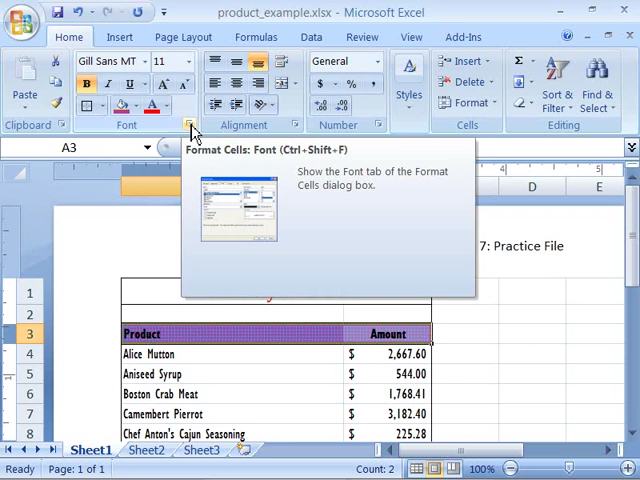 product_example.xlsx - Microsoft Excel
Home Insert Page Layout Formulas Data Review View Add-Ins
Paste
Gill Sans MT 11
B I U A A
A
General
$ % ,
Styles
Insert
Delete
Format
Σ
Sort & Filter
Find & Select
Clipboard Font Alignment Number Cells Editing
A3
Format Cells: Font (Ctrl+Shift+F)
Show the Font tab of the Format
Cells dialog box.
4 5
D E
7: Practice File
1
2
3 Product Amount
4 Alice Mutton $ 2,667.60
5 Aniseed Syrup $ 544.00
6 Boston Crab Meat $ 1,768.41
7 Camembert Pierrot $ 3,182.40
8 Chef Anton's Cajun Seasoning $ 225.28
Sheet1 Sheet2 Sheet3
Ready Page: 1 of 1 Count: 2 100%